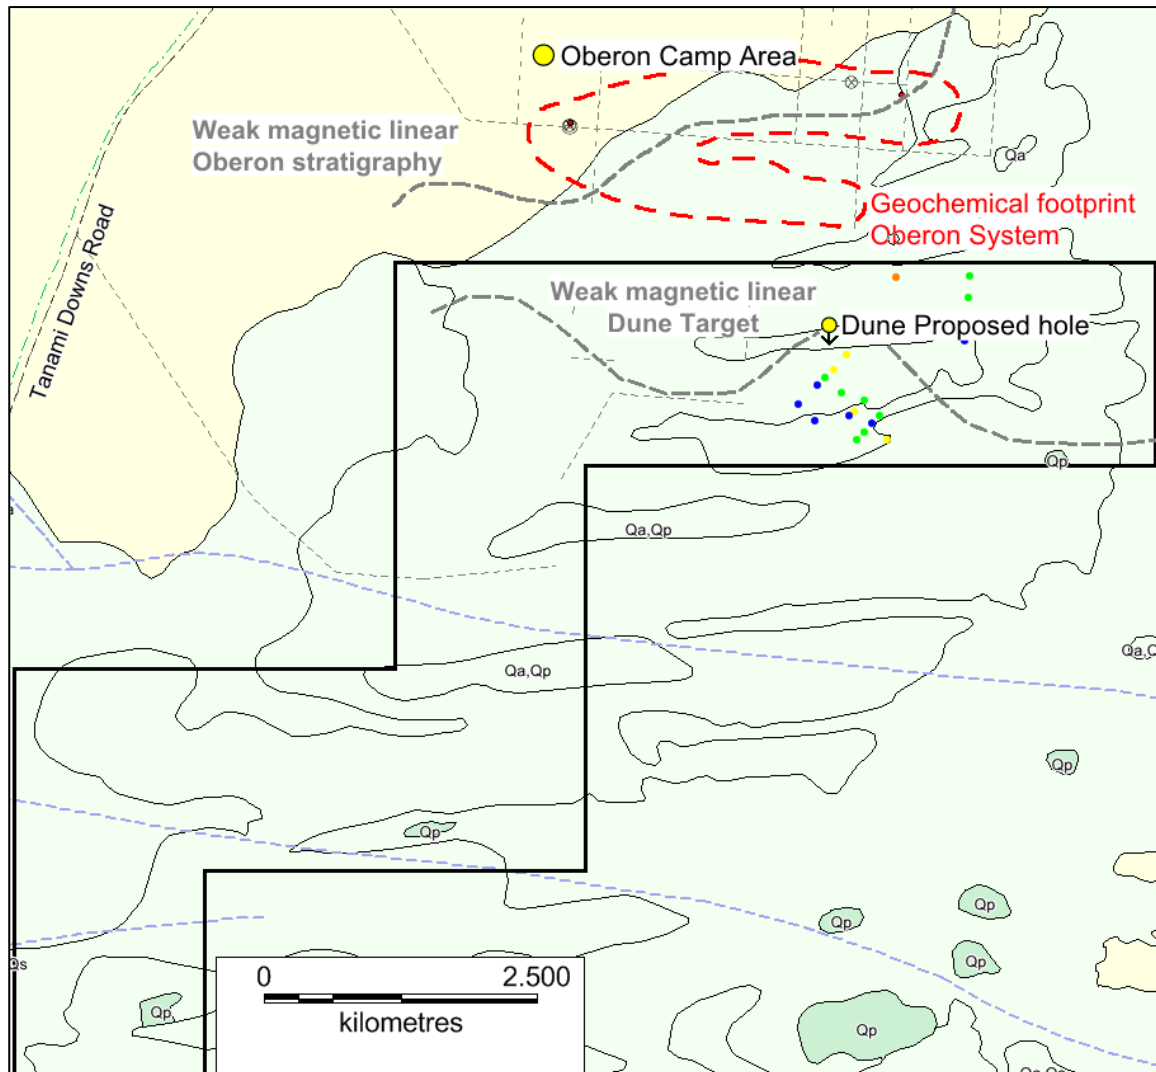 Oberon Camp Area
Weak magnetic linear
Oberon stratigraphy
Qa
Geochemical footprint
Oberon System
Tanami Downs Road
Weak magnetic linear
Dune Target
Dune Proposed hole
Qp
Qa,Qp
Qa,Qp
Qp
Qp
Qp
Qp
Qp
Qs
Qp
Qp
0 2.500
kilometres